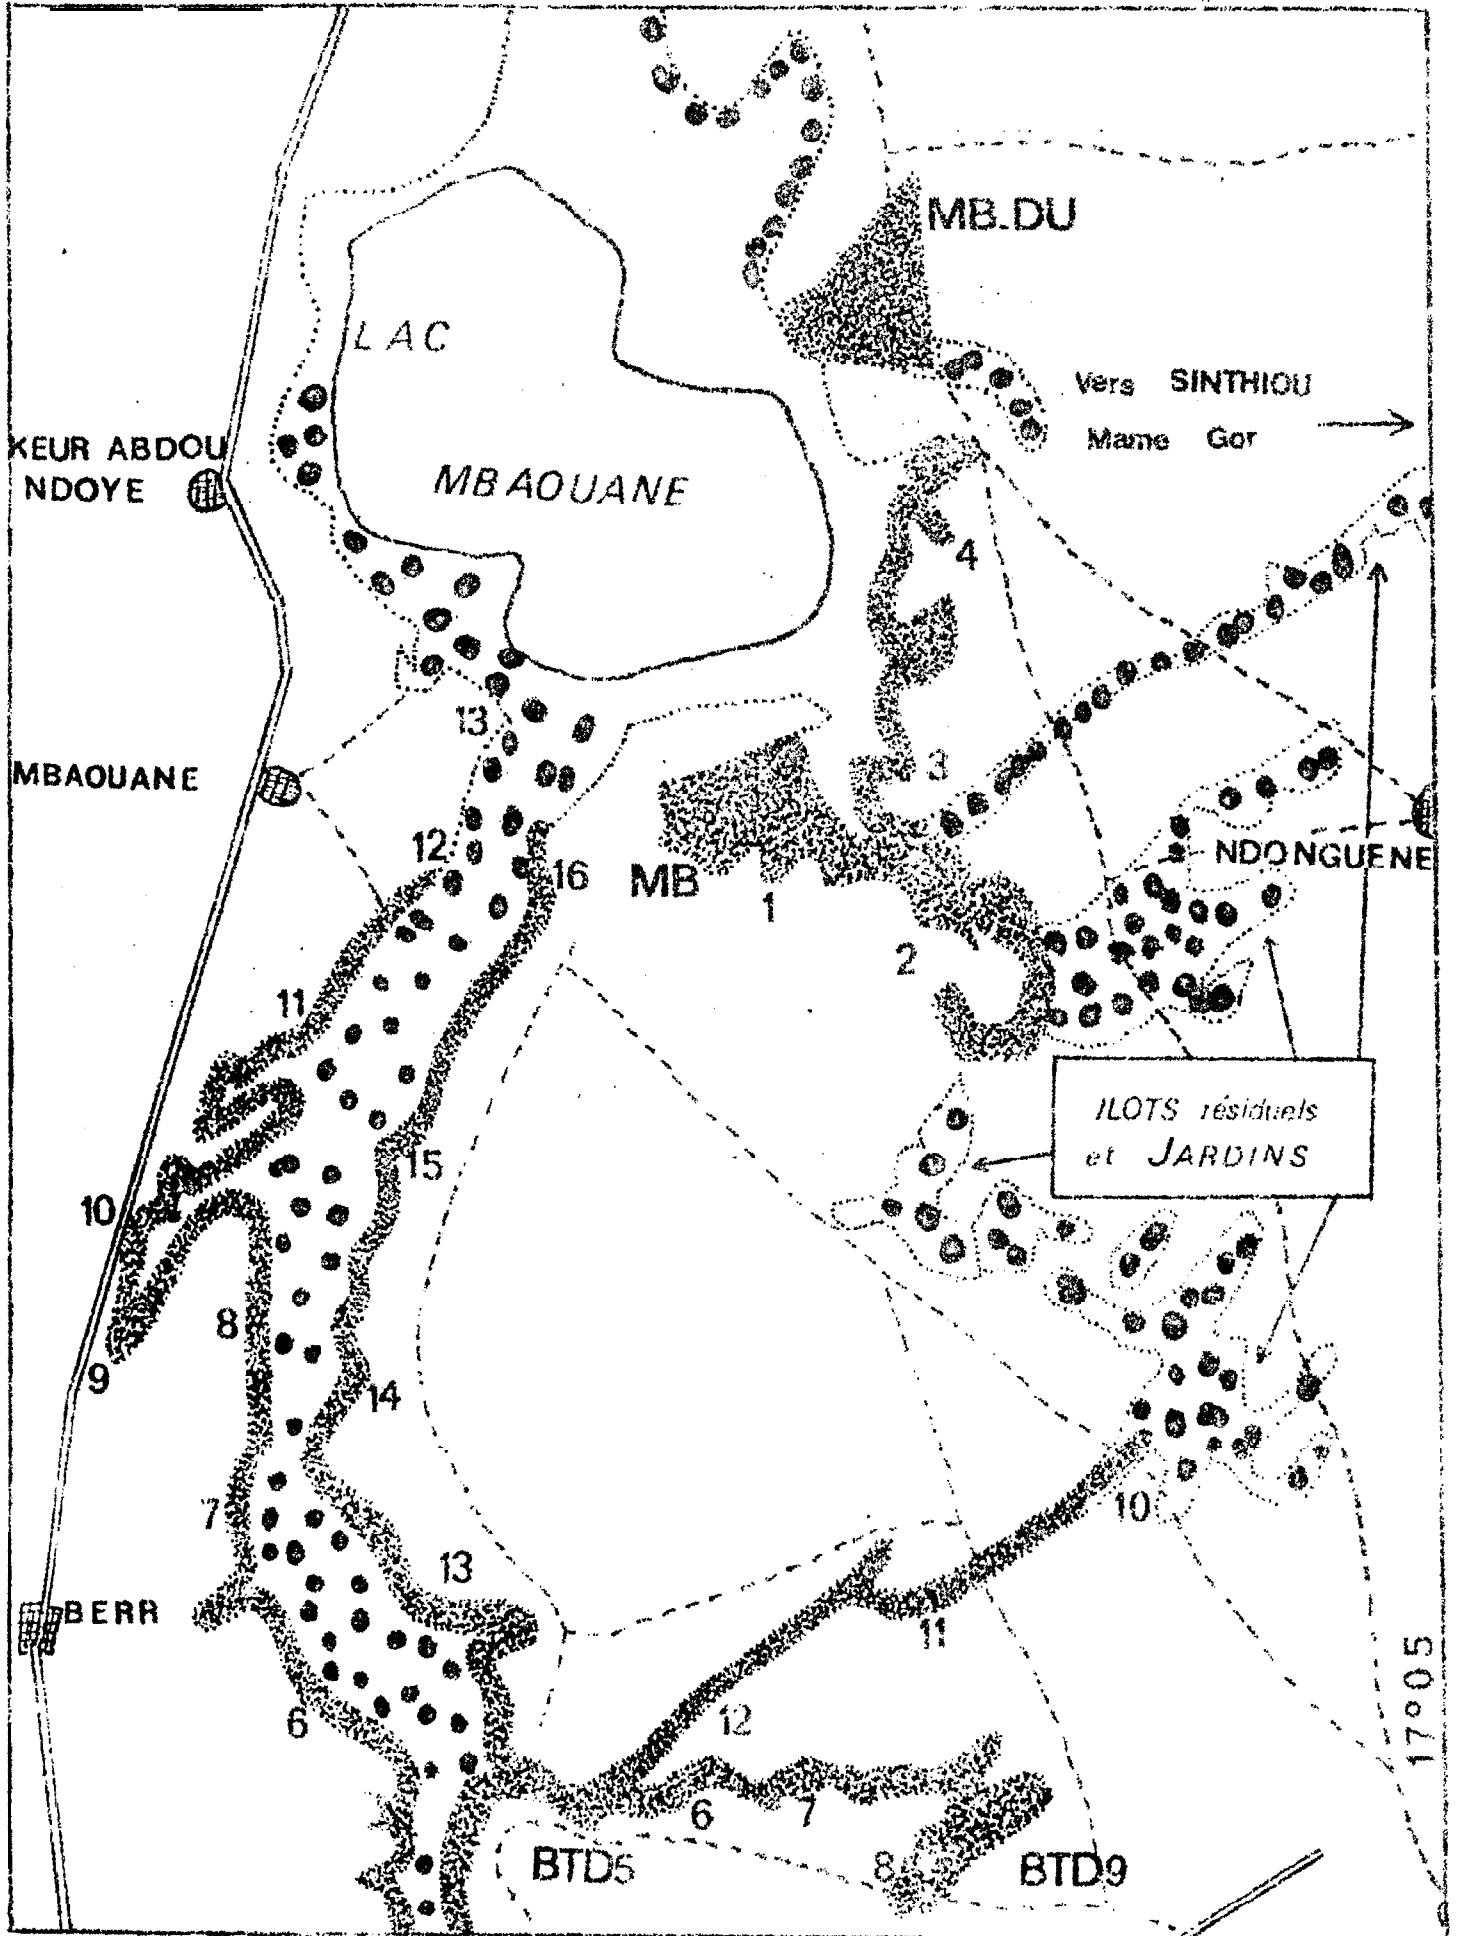 MB.DU
LAC
Vers SINTHIOU
Mame Gor
KEUR ABDOU
NDOYE
MBAOUANE
4
13
3
MBAOUANE
12
16
MB
NDONGUENE
1
2
11
ILOTS résiduels
et JARDINS
15
10
8
9
14
7
10
13
BERR
11
6
12
17°05
6
7
BTD5
8
BTD9